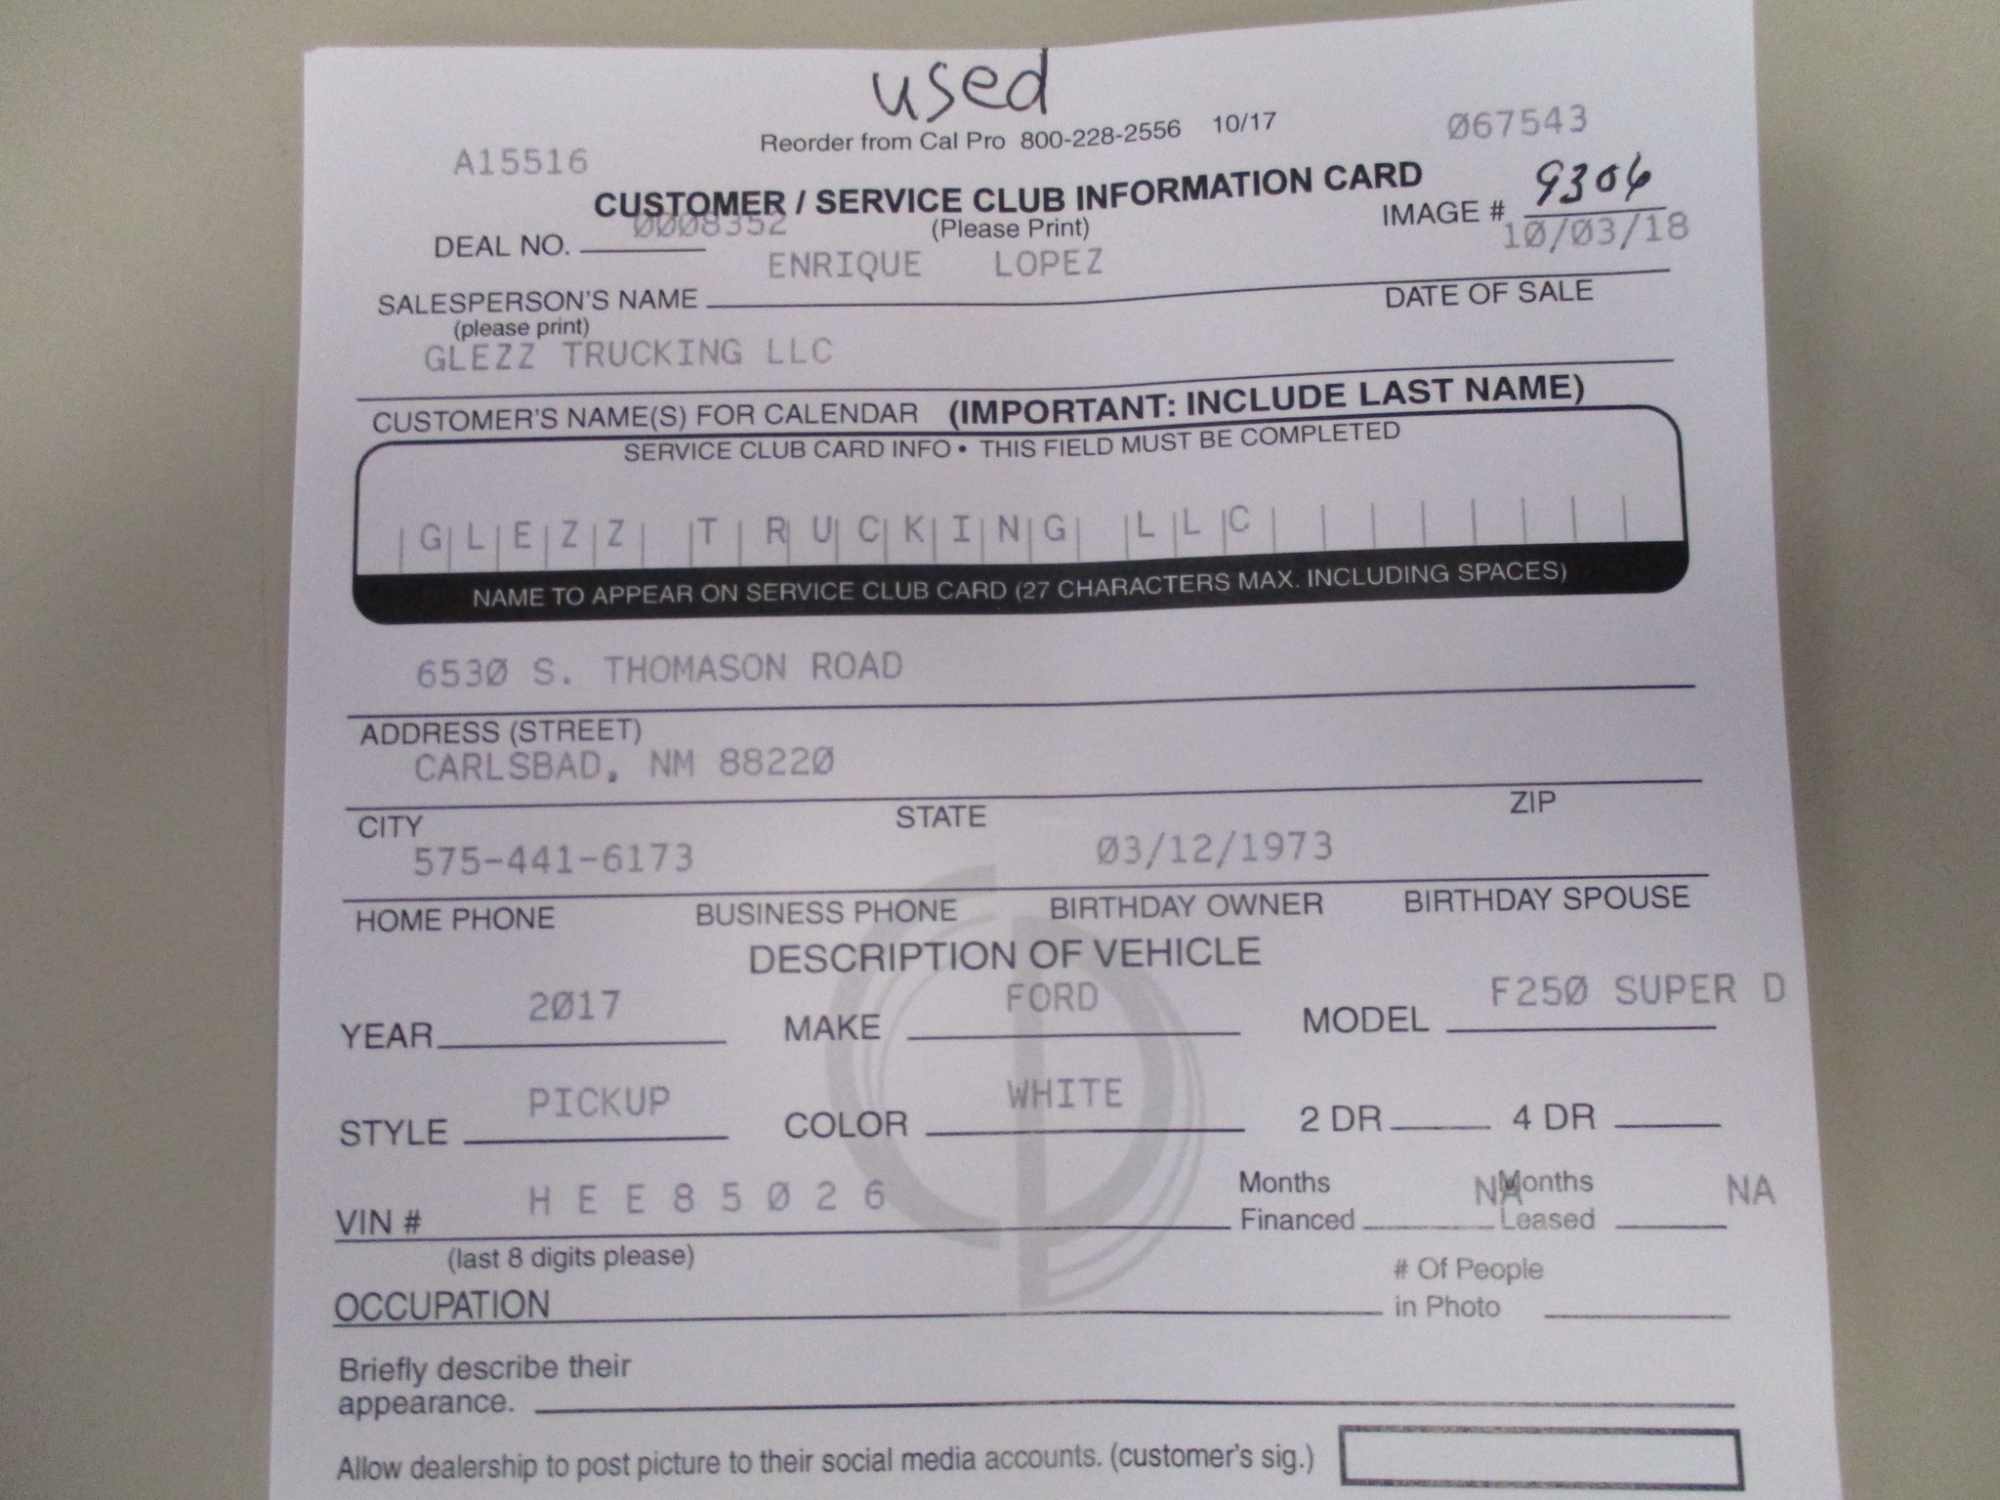 used
Reorder from Cal Pro 800-228-2556 10/17
A15516
Ø67543
CUSTOMER / SERVICE CLUB INFORMATION CARD
IMAGE # 9306
DEAL NO. ØØØ8352
(Please Print)
10/Ø3/18
ENRIQUE LOPEZ
SALESPERSON'S NAME
DATE OF SALE
(please print)
GLEZZ TRUCKING LLC
CUSTOMER'S NAME(S) FOR CALENDAR (IMPORTANT: INCLUDE LAST NAME)
SERVICE CLUB CARD INFO • THIS FIELD MUST BE COMPLETED
GLEZZ TRUCKING LLC
NAME TO APPEAR ON SERVICE CLUB CARD (27 CHARACTERS MAX. INCLUDING SPACES)
653Ø S. THOMASON ROAD
ADDRESS (STREET)
CARLSBAD, NM 8822Ø
CITY STATE ZIP
575-441-6173 Ø3/12/1973
HOME PHONE BUSINESS PHONE BIRTHDAY OWNER BIRTHDAY SPOUSE
DESCRIPTION OF VEHICLE
YEAR 2Ø17 MAKE FORD MODEL F25Ø SUPER D
STYLE PICKUP COLOR WHITE 2 DR 4 DR
VIN # H E E 8 5 Ø 2 6 Months Financed NA Months Leased NA
(last 8 digits please)
OCCUPATION # Of People in Photo
Briefly describe their
appearance.
Allow dealership to post picture to their social media accounts. (customer's sig.)